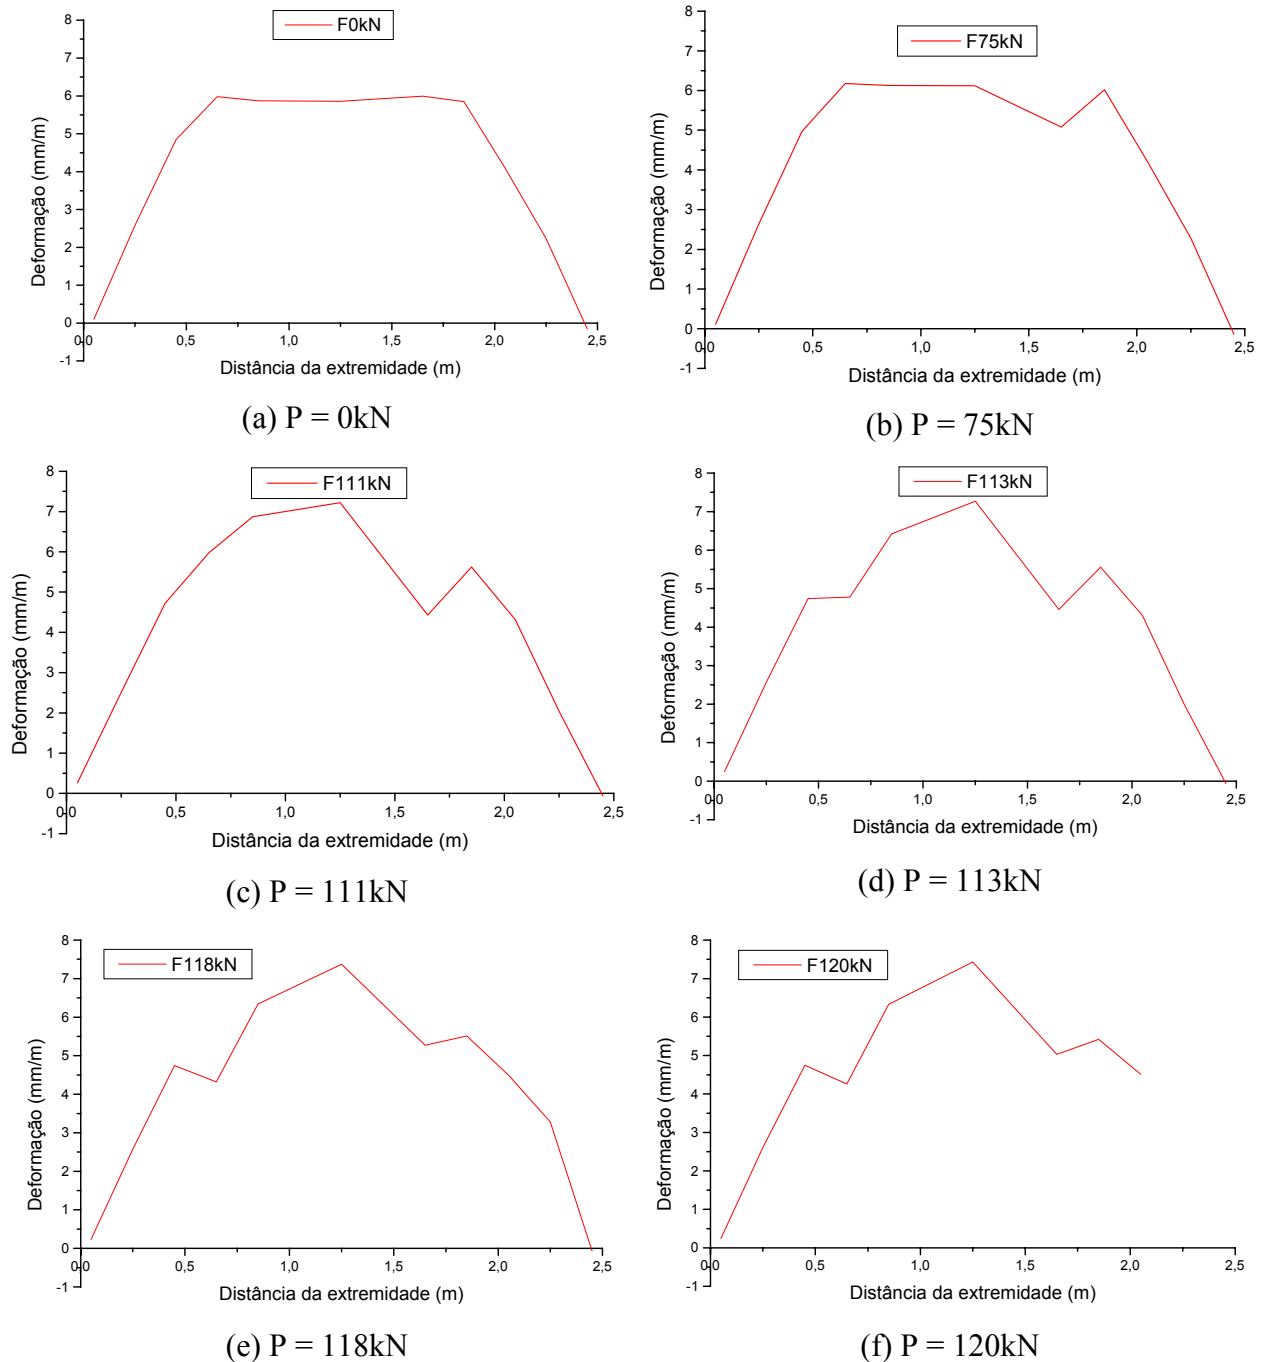 F0kN
8
7
6
5
4
3
2
1
0
-1
Deformação (mm/m)
0,0 0,5 1,0 1,5 2,0 2,5
Distância da extremidade (m)
(a) P = 0kN
F75kN
8
7
6
5
4
3
2
1
0
-1
Deformação (mm/m)
0,0 0,5 1,0 1,5 2,0 2,5
Distância da extremidade (m)
(b) P = 75kN
F111kN
8
7
6
5
4
3
2
1
0
-1
Deformação (mm/m)
0,0 0,5 1,0 1,5 2,0 2,5
Distância da extremidade (m)
(c) P = 111kN
F113kN
8
7
6
5
4
3
2
1
0
-1
Deformação (mm/m)
0,0 0,5 1,0 1,5 2,0 2,5
Distância da extremidade (m)
(d) P = 113kN
F118kN
8
7
6
5
4
3
2
1
0
-1
Deformação (mm/m)
0,0 0,5 1,0 1,5 2,0 2,5
Distância da extremidade (m)
(e) P = 118kN
F120kN
8
7
6
5
4
3
2
1
0
-1
Deformação (mm/m)
0,0 0,5 1,0 1,5 2,0 2,5
Distância da extremidade (m)
(f) P = 120kN